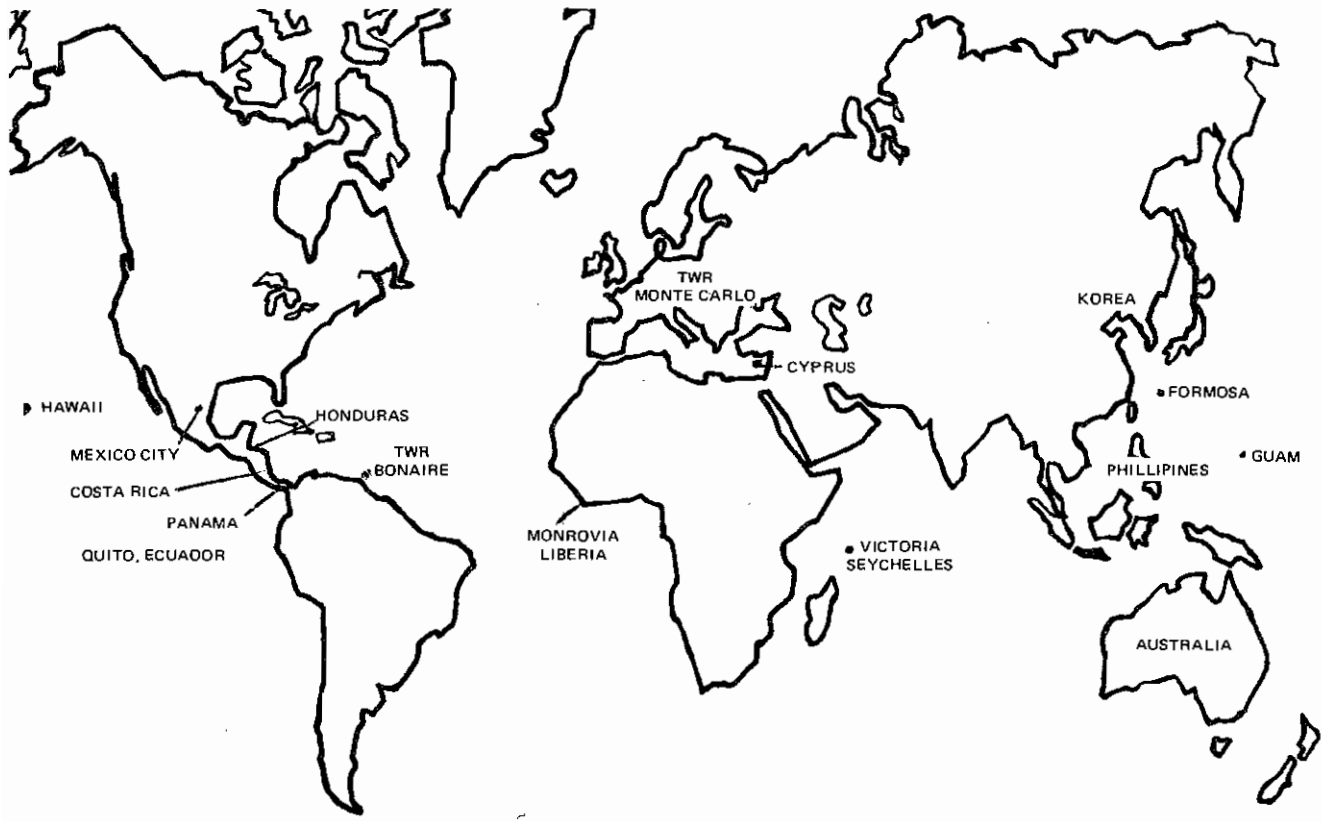 TWR
MONTE CARLO
KOREA
CYPRUS
FORMOSA
HAWAII
HONDURAS
MEXICO CITY
TWR
BONAIRE
GUAM
PHILLIPINES
COSTA RICA
PANAMA
MONROVIA
LIBERIA
QUITO, ECUADOR
VICTORIA
SEYCHELLES
AUSTRALIA